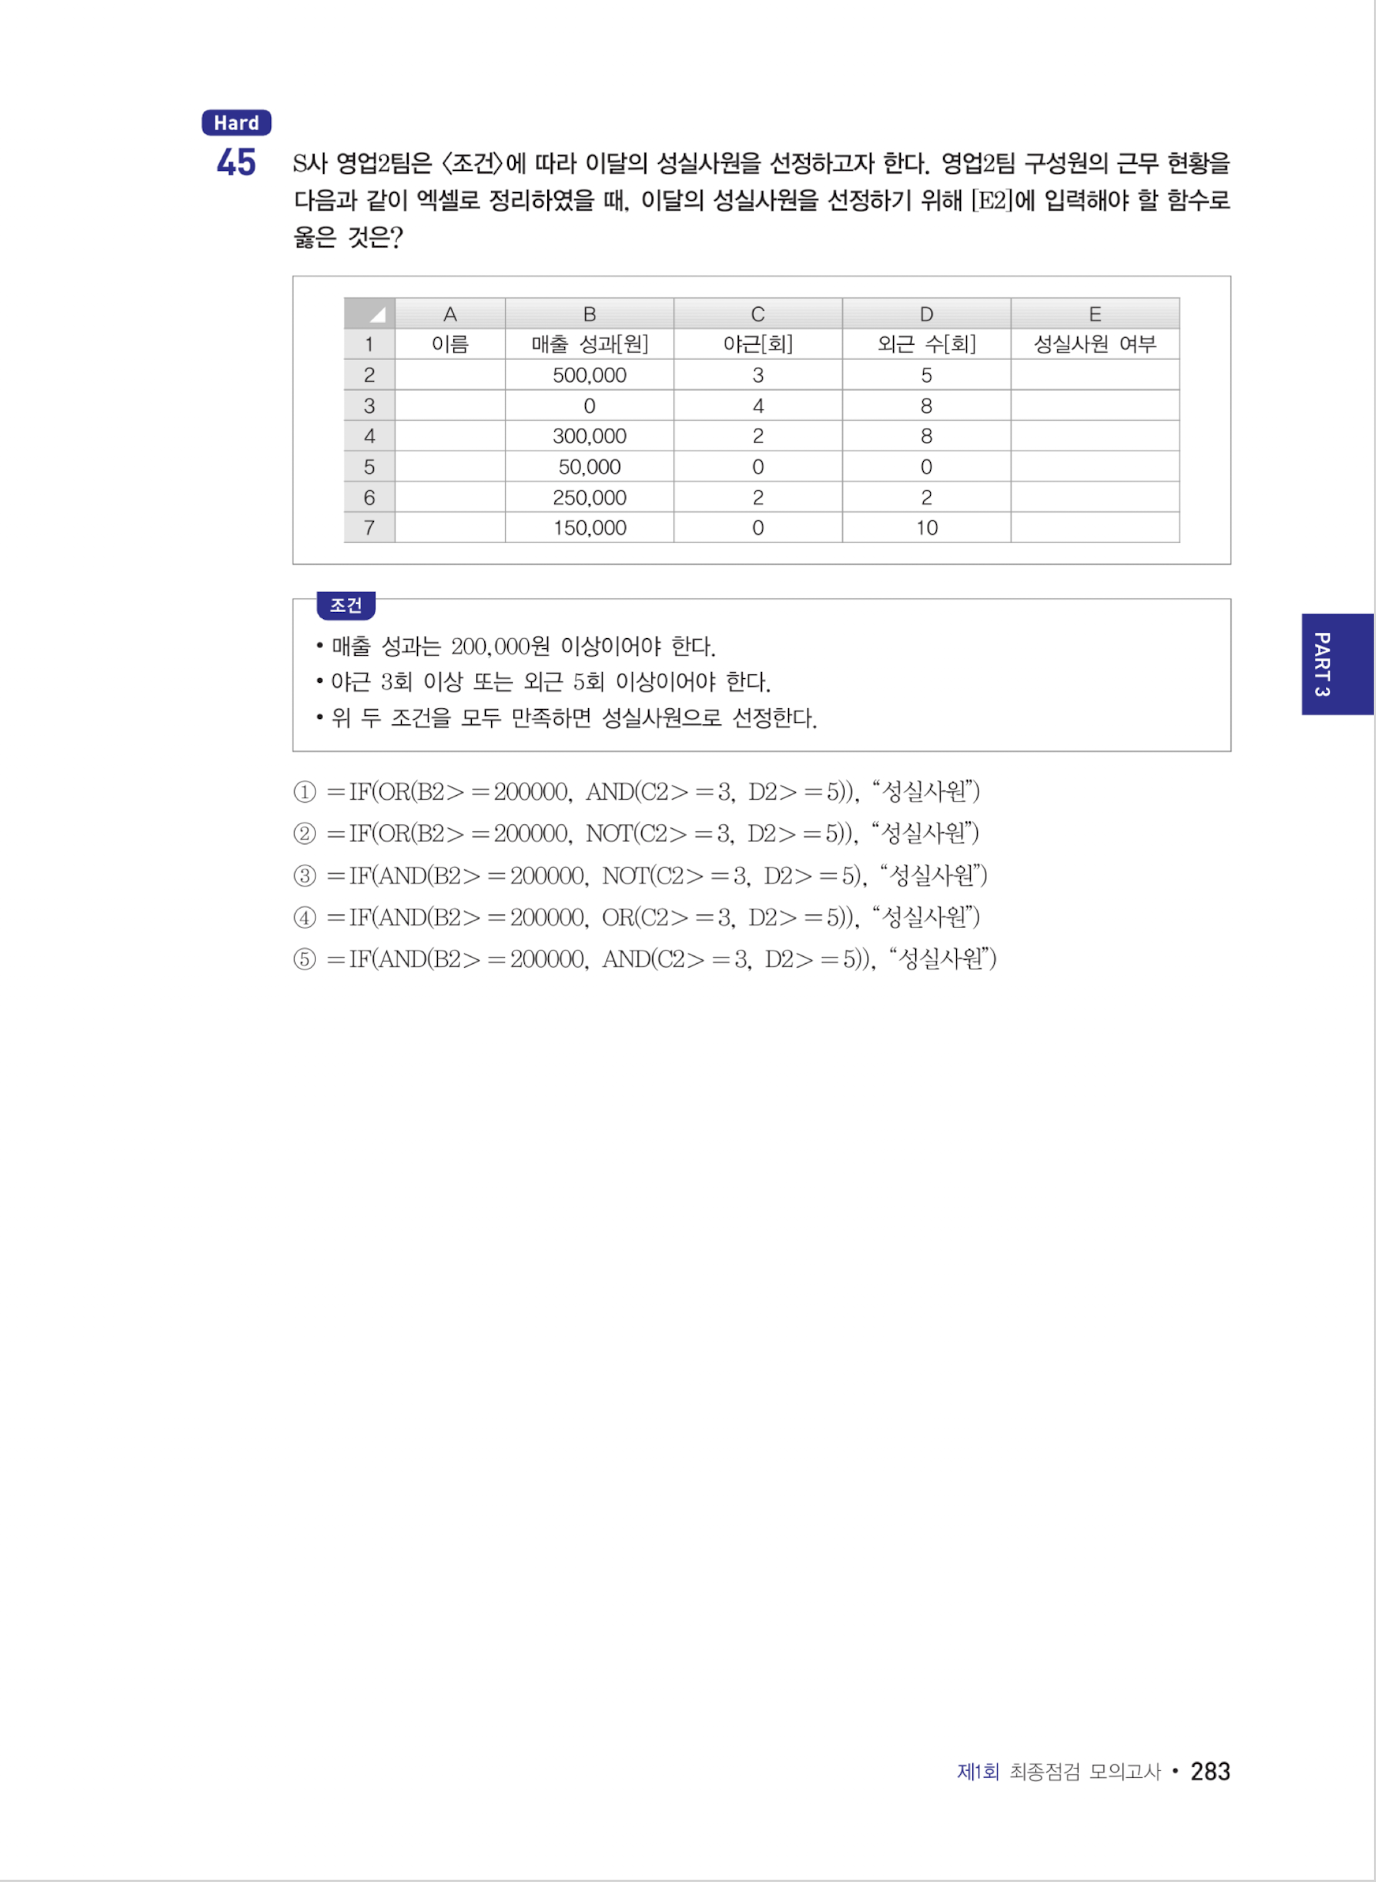 Hard
45 S사 영업2팀은 〈조건〉에 따라 이달의 성실사원을 선정하고자 한다. 영업2팀 구성원의 근무 현황을
다음과 같이 엑셀로 정리하였을 때, 이달의 성실사원을 선정하기 위해 [E2]에 입력해야 할 함수로
옳은 것은?
A B C D E
1 이름 매출 성과[원] 야근[회] 외근 수[회] 성실사원 여부
2 500,000 3 5
3 0 4 8
4 300,000 2 8
5 50,000 0 0
6 250,000 2 2
7 150,000 0 10
조건
• 매출 성과는 200,000원 이상이어야 한다.
• 야근 3회 이상 또는 외근 5회 이상이어야 한다.
• 위 두 조건을 모두 만족하면 성실사원으로 선정한다.
PART 3
① =IF(OR(B2>=200000, AND(C2>=3, D2>=5)), “성실사원”)
② =IF(OR(B2>=200000, NOT(C2>=3, D2>=5)), “성실사원”)
③ =IF(AND(B2>=200000, NOT(C2>=3, D2>=5), “성실사원”)
④ =IF(AND(B2>=200000, OR(C2>=3, D2>=5)), “성실사원”)
⑤ =IF(AND(B2>=200000, AND(C2>=3, D2>=5)), “성실사원”)
제1회 최종점검 모의고사 • 283